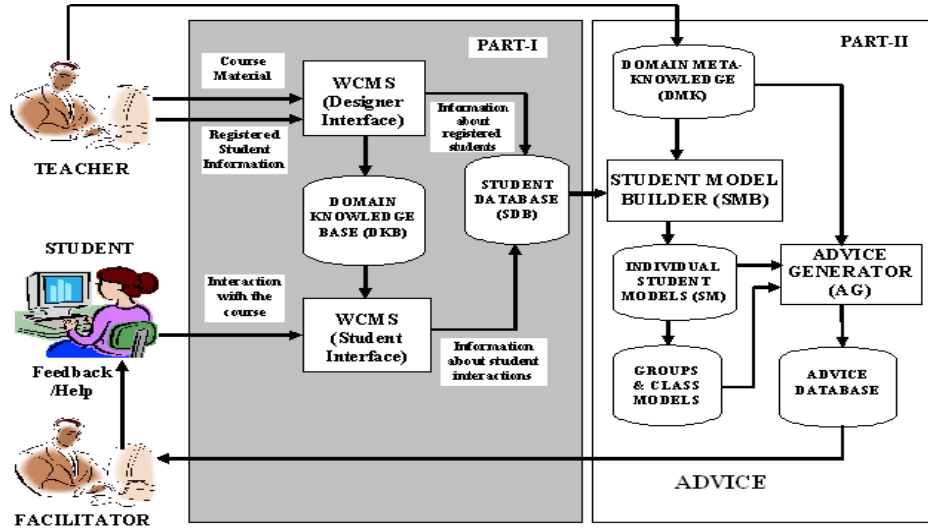 PART-I
PART-II
Course
Material
WCMS
(Designer
Interface)
Information
about
registered
students
DOMAIN META-
KNOWLEDGE
(DMK)
Registered
Student
Information
TEACHER
DOMAIN
KNOWLEDGE
BASE (DKB)
STUDENT
DATABASE
(SDB)
STUDENT MODEL
BUILDER (SMB)
STUDENT
Interaction
with the
course
WCMS
(Student
Interface)
Information
about student
interactions
INDIVIDUAL
STUDENT
MODELS (SM)
ADVICE
GENERATOR
(AG)
Feedback
/Help
GROUPS
& CLASS
MODELS
ADVICE
DATABASE
ADVICE
FACILITATOR